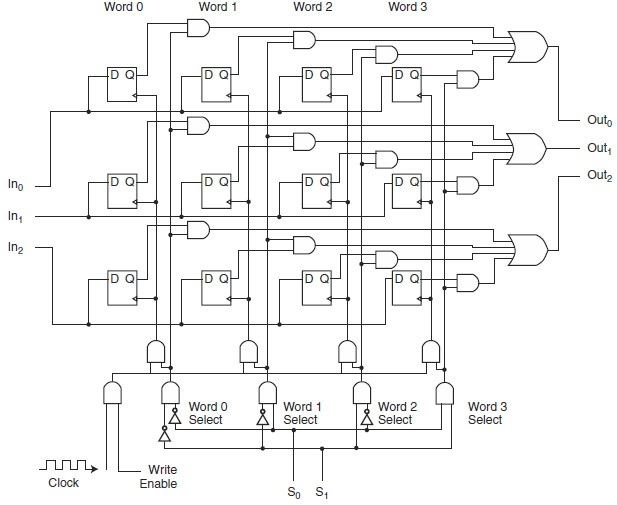 Word 0 Word 1 Word 2 Word 3
D Q D Q D Q D Q
Out0
Out1
Out2
In0
D Q D Q D Q D Q
In1
In2
D Q D Q D Q D Q
Word 0 Select
Word 1 Select
Word 2 Select
Word 3 Select
Clock
Write Enable
S0 S1